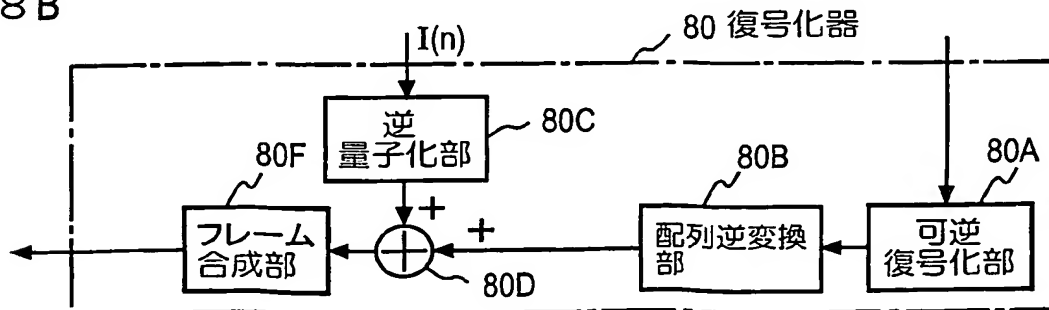 8B
80 復号化器
I(n)
逆
量子化部
80C
80F
80B
80A
フレーム
合成部
+
+
80D
配列逆変換
部
可逆
復号化部